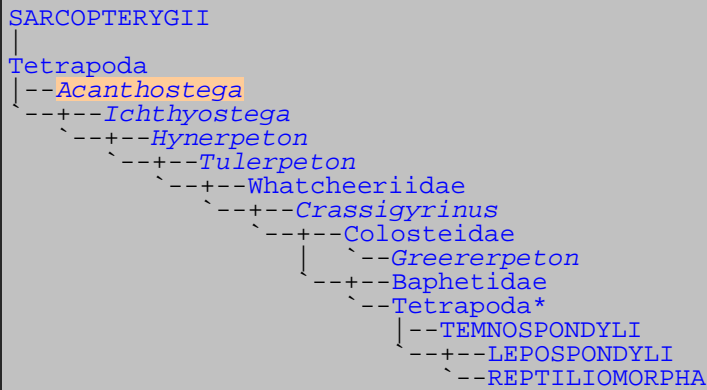 SARCOPTERYGII
|
Tetrapoda
|--Acanthostega
`--+--Ichthyostega
   `--+--Hynerpeton
      `--+--Tulerpeton
         `--+--Whatcheeriidae
            `--+--Crassigyrinus
               `--+--Colosteidae
                  |  `--Greererpeton
                  `--+--Baphetidae
                     `--Tetrapoda*
                        |--TEMNOSPONDYLI
                        `--+--LEPOSPONDYLI
                           `--REPTILIOMORPHA